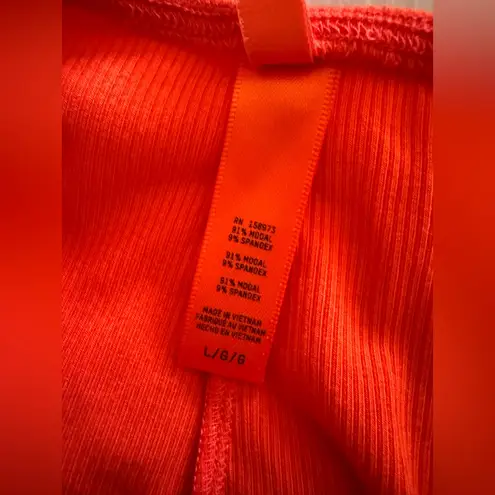 RN 158973
91% MODAL
9% SPANDEX
91% MODAL
9% SPANDEX
91% MODAL
9% SPANDEX
MADE IN VIETNAM
FABRIQUÉ AU VIETNAM
HECHO EN VIETNAM
L/G/G